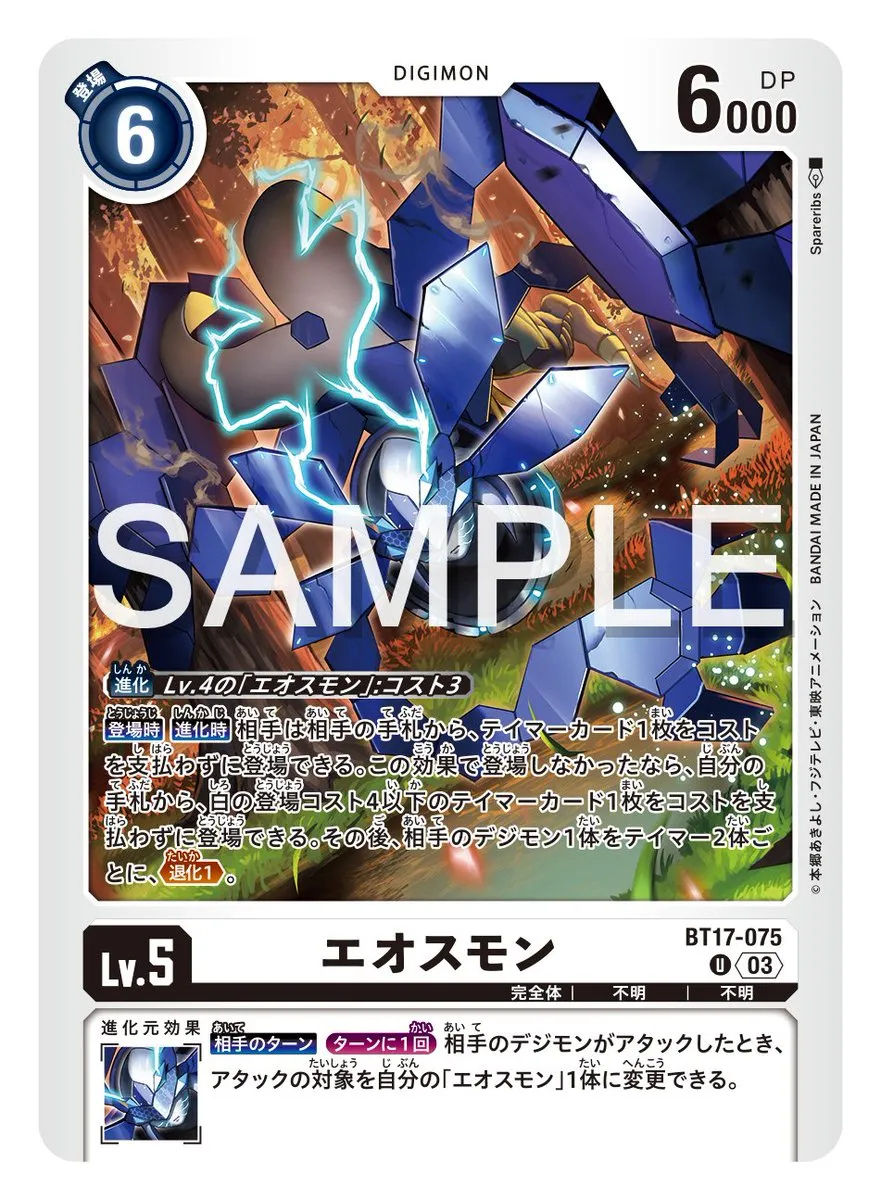 DIGIMON
登場
6
6000
DP
Spareribs
SAMPLE
進化 Lv.4の「エオスモン」:コスト3
登場時 進化時 相手は相手の手札から、テイマーカード1枚をコスト
を支払わずに登場できる。この効果で登場しなかったなら、自分の
手札から、白の登場コスト4以下のテイマーカード1枚をコストを支
払わずに登場できる。その後、相手のデジモン1体をテイマー2体ご
とに、退化1。
© 本郷あきよし・フジテレビ・東映アニメーション BANDAI MADE IN JAPAN
Lv.5
エオスモン
BT17-075
U 03
完全体 | 不明 | 不明
進化元効果
相手のターン ターンに1回 相手のデジモンがアタックしたとき、
アタックの対象を自分の「エオスモン」1体に変更できる。